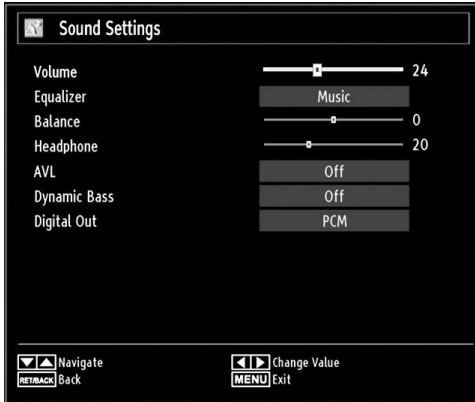 Sound Settings
Volume 24
Equalizer Music
Balance 0
Headphone 20
AVL Off
Dynamic Bass Off
Digital Out PCM
Navigate Change Value
RET/BACK Back MENU Exit